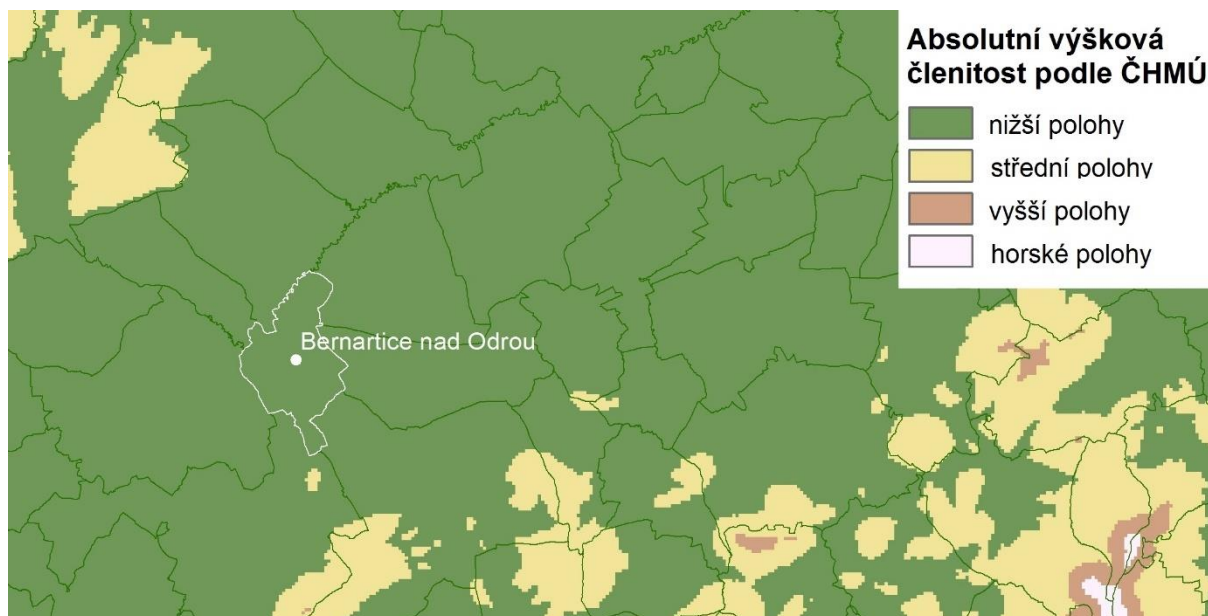 Absolutní výšková
členitost podle ČHMÚ
nižší polohy
střední polohy
vyšší polohy
horské polohy
Bernartice nad Odrou